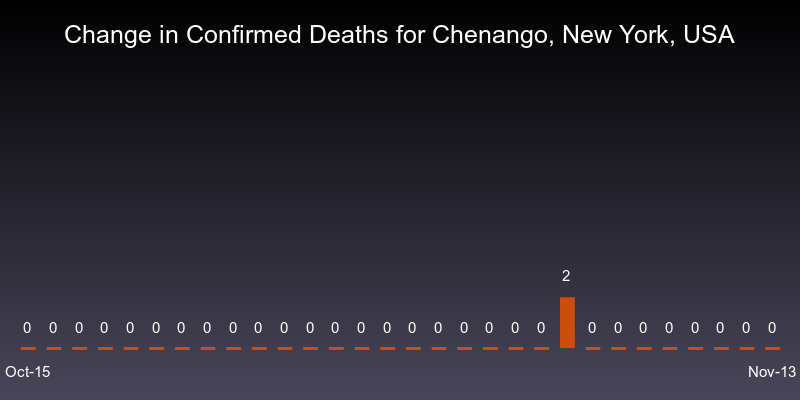 Change in Confirmed Deaths for Chenango, New York, USA
2
0 0 0 0 0 0 0 0 0 0 0 0 0 0 0 0 0 0 0 0 0 0 0 0 0 0 0 0 0
Oct-15 Nov-13